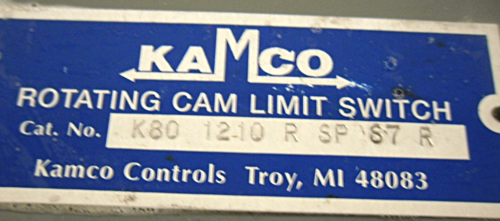 KAMCO
ROTATING CAM LIMIT SWITCH
Cat. No. K80 1210 R SP 67 R
Kamco Controls Troy, MI 48083